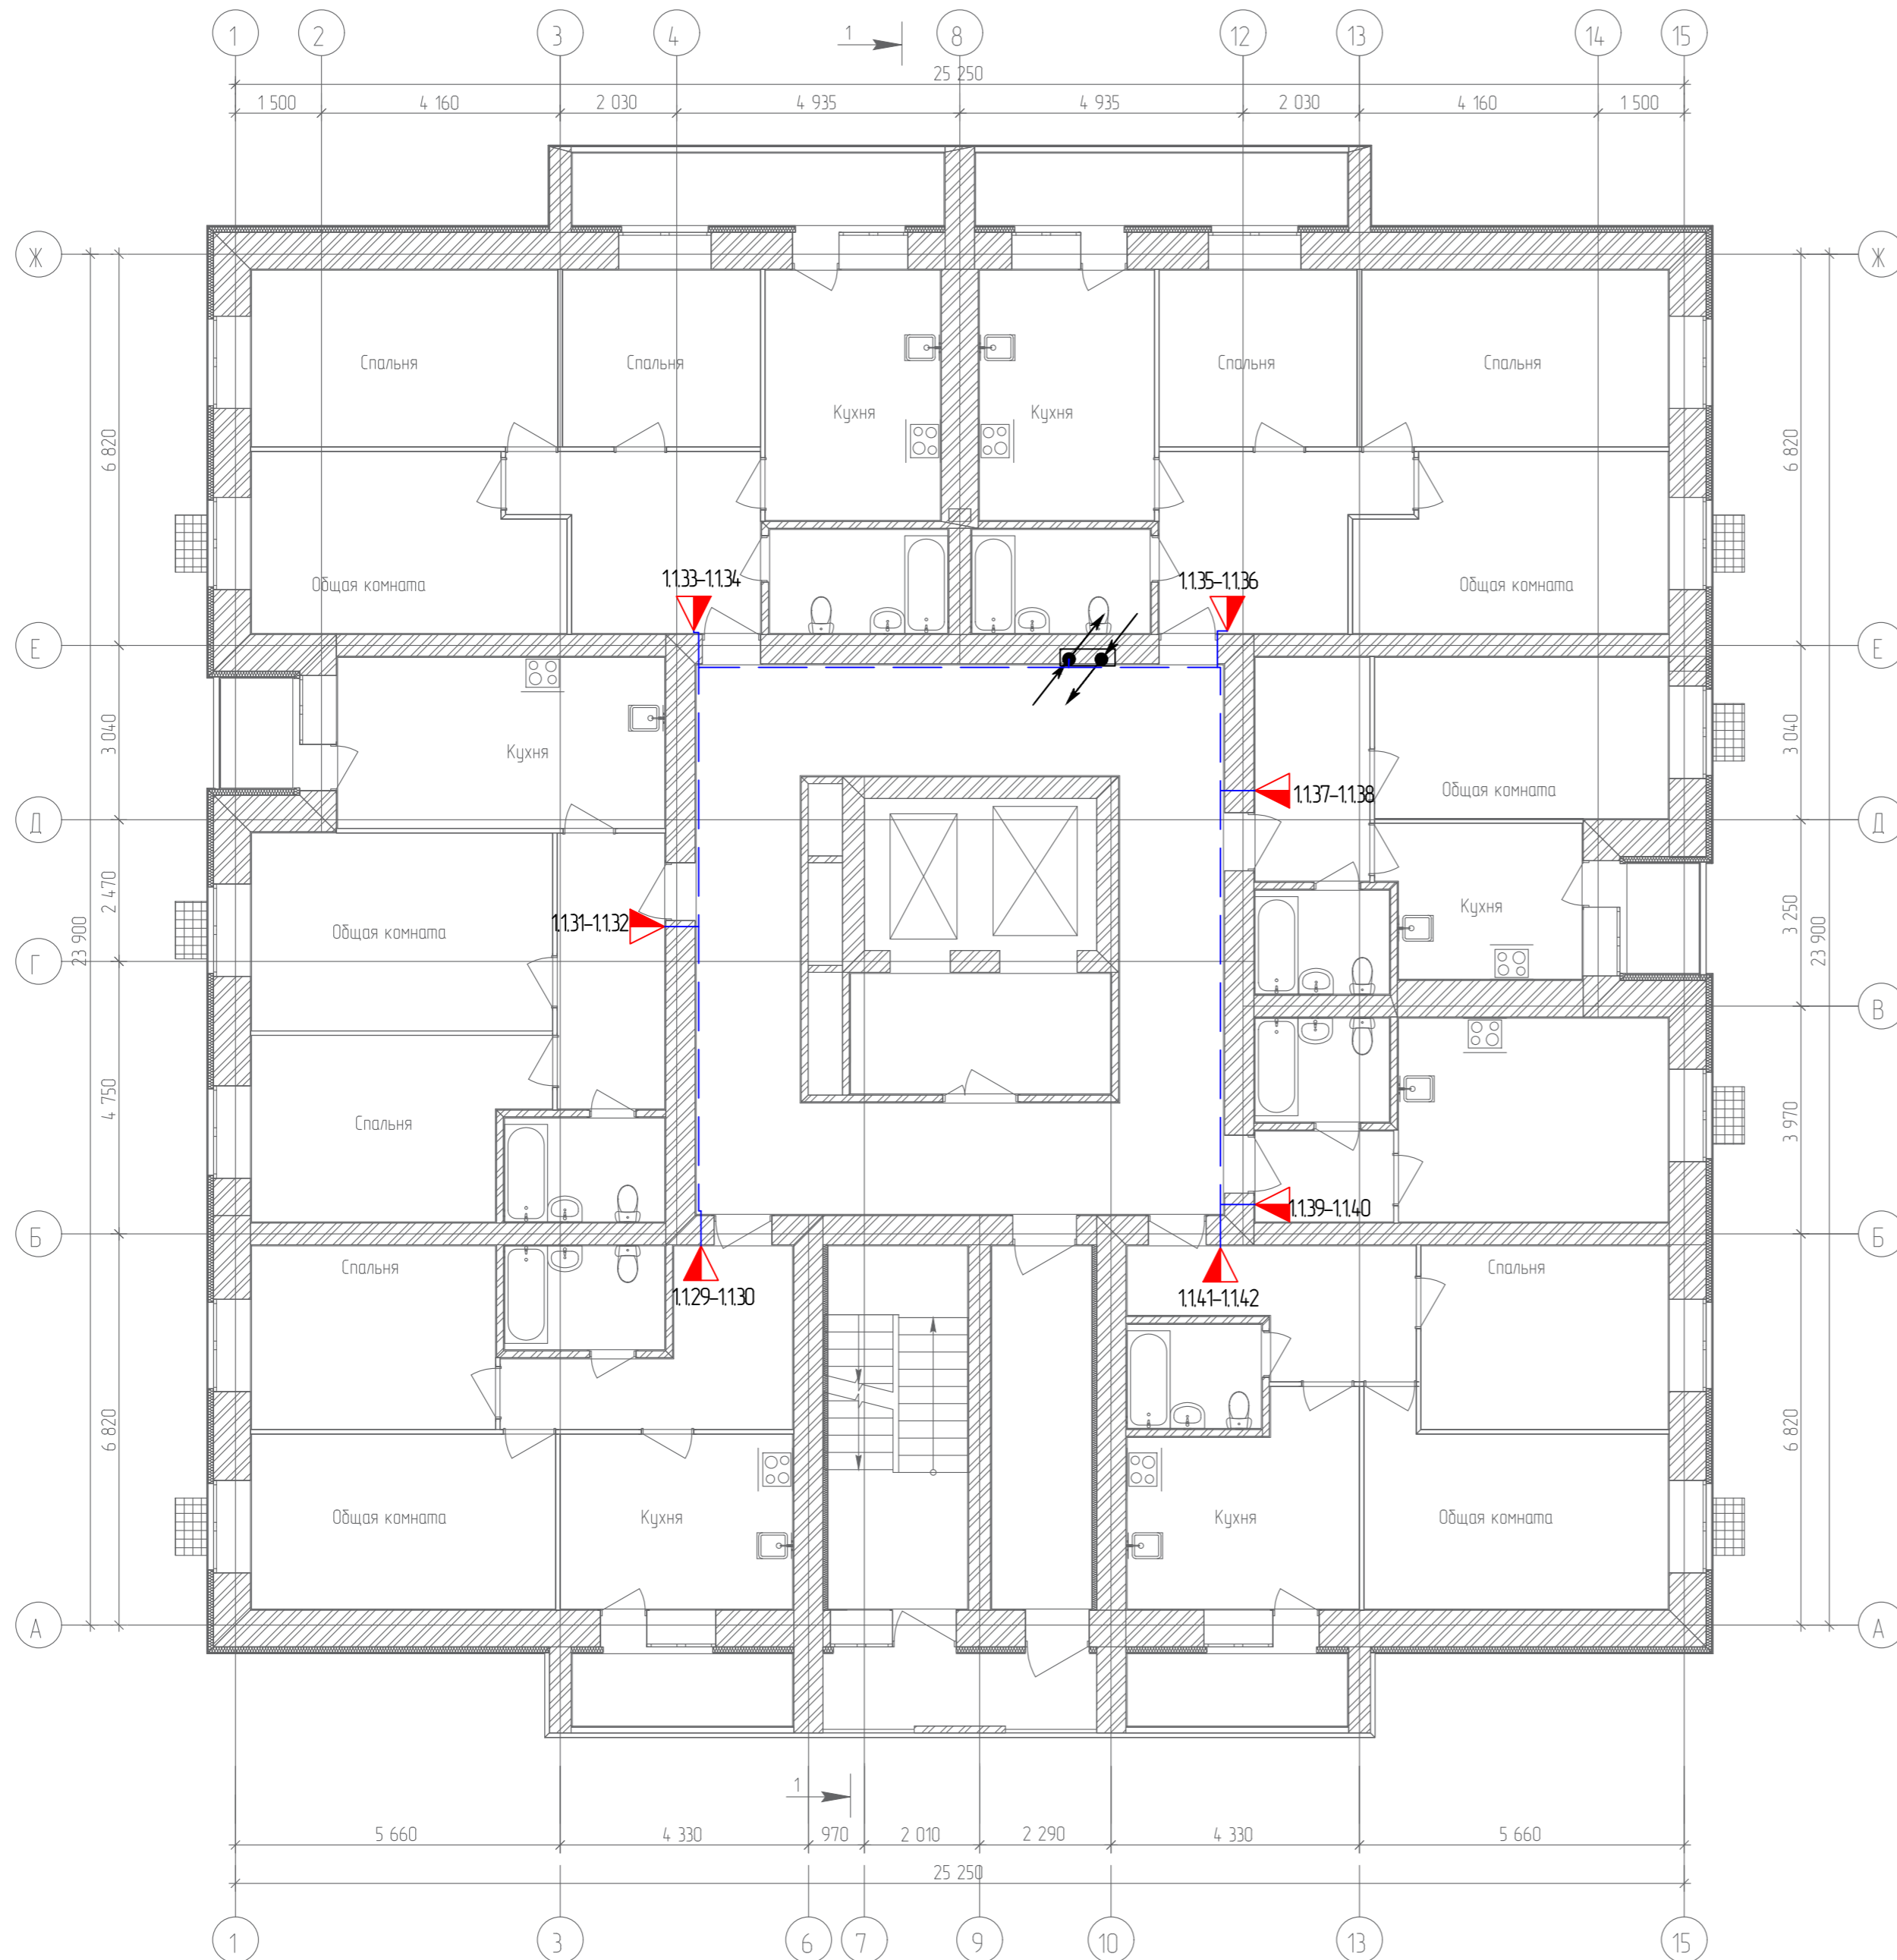 1 2 3 4 8 12 13 14 15
1
25 250
1 500 4 160 2 030 4 935 4 935 2 030 4 160 1 500
Ж Ж
Спальня Спальня Спальня Спальня
Кухня Кухня
6 820 6 820
1.1.33-1.1.34 1.1.35-1.1.36
Общая комната Общая комната
Е Е
3 040 3 040
Кухня
1.1.37-1.1.38
Общая комната
Д Д
2 470
Кухня
1.1.31-1.1.32
Общая комната
3 250
23 900 23 900
Г
В
4 750
Спальня
3 970
1.1.39-1.1.40
Б Б
Спальня Спальня
1.1.29-1.1.30 1.1.41-1.1.42
6 820 6 820
Общая комната Кухня Кухня Общая комната
А А
1
5 660 4 330 970 2 010 2 290 4 330 5 660
25 250
1 3 6 7 9 10 13 15